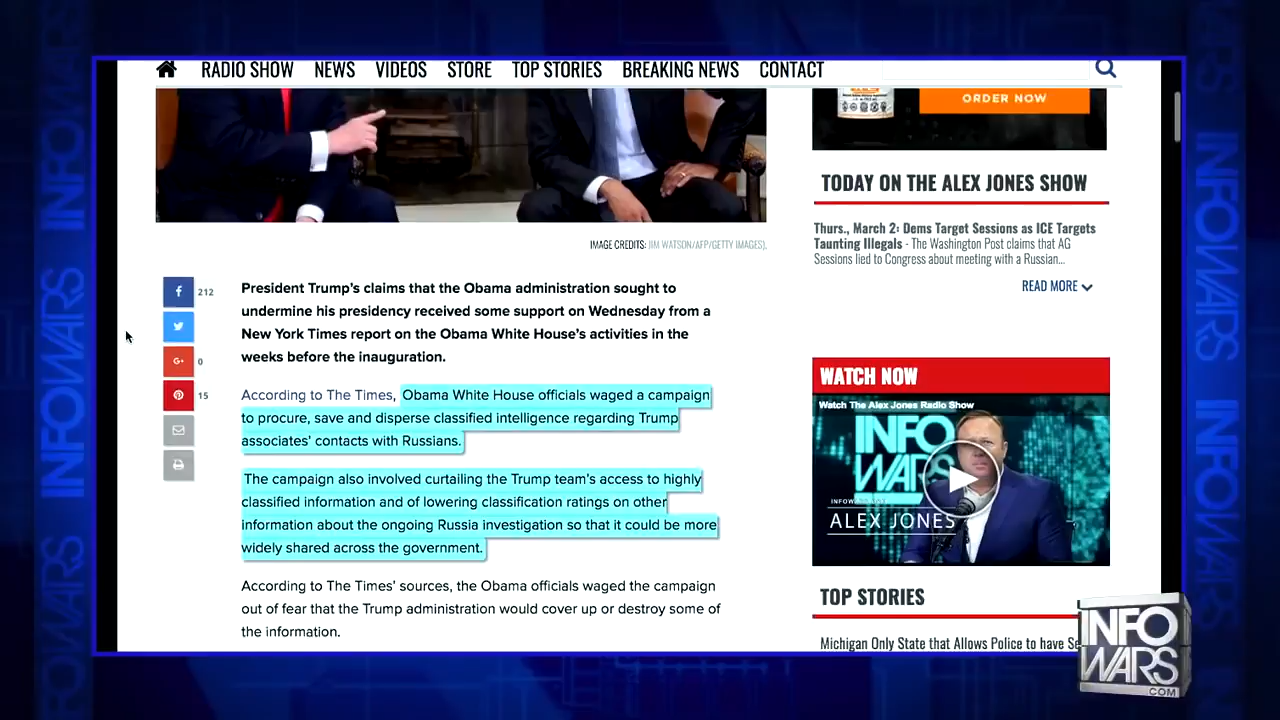 RADIO SHOW NEWS VIDEOS STORE TOP STORIES BREAKING NEWS CONTACT
ORDER NOW
IMAGE CREDITS: JIM WATSON/AFP/GETTY IMAGES).
212
0
15
President Trump's claims that the Obama administration sought to
undermine his presidency received some support on Wednesday from a
New York Times report on the Obama White House's activities in the
weeks before the inauguration.
According to The Times, Obama White House officials waged a campaign
to procure, save and disperse classified intelligence regarding Trump
associates' contacts with Russians.
The campaign also involved curtailing the Trump team's access to highly
classified information and of lowering classification ratings on other
information about the ongoing Russia investigation so that it could be more
widely shared across the government.
According to The Times' sources, the Obama officials waged the campaign
out of fear that the Trump administration would cover up or destroy some of
the information.
TODAY ON THE ALEX JONES SHOW
Thurs., March 2: Dems Target Sessions as ICE Targets
Taunting Illegals - The Washington Post claims that AG
Sessions lied to Congress about meeting with a Russian...
READ MORE
WATCH NOW
Watch The Alex Jones Radio Show
INFO
WARS
ALEX JONES
TOP STORIES
Michigan Only State that Allows Police to have Se
INFO
WARS
.COM
INFOWARS
INFOWARS
INFOWARS
INFOWARS